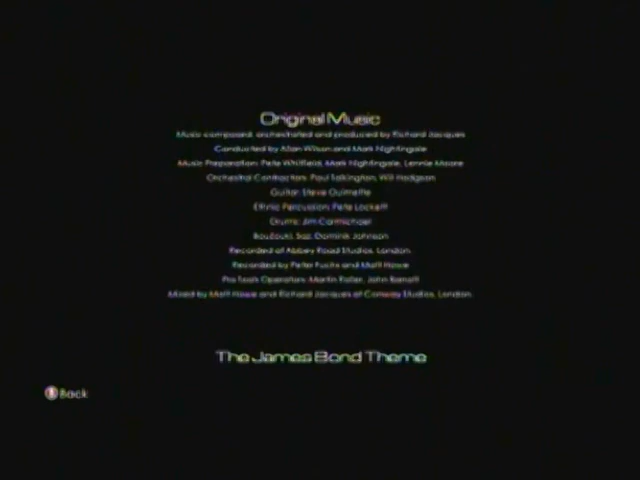 Original Music
Music composed, orchestrated and produced by Richard Jacques
Conducted by Allan Wilson and Mark Nightingale
Music Preparation: Pete Whitfield, Mark Nightingale, Lennie Moore
Orchestral Contractors: Paul Talkington, Will Hodgson
Guitar: Steve Ouimette
Ethnic Percussion: Pete Lockett
Drums: Jim Carmichael
Bouzouki, Saz: Dominik Johnson
Recorded at Abbey Road Studios, London
Recorded by Peter Fuchs and Matt Howe
Pro Tools Operators: Martin Roller, John Barrett
Mixed by Matt Howe and Richard Jacques at Conway Studios, London
The James Bond Theme
Back